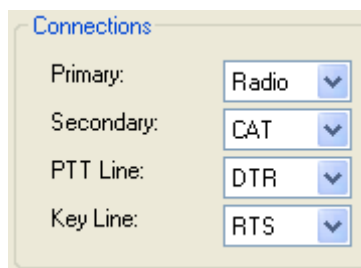 Connections
Primary: Radio
Secondary: CAT
PTT Line: DTR
Key Line: RTS